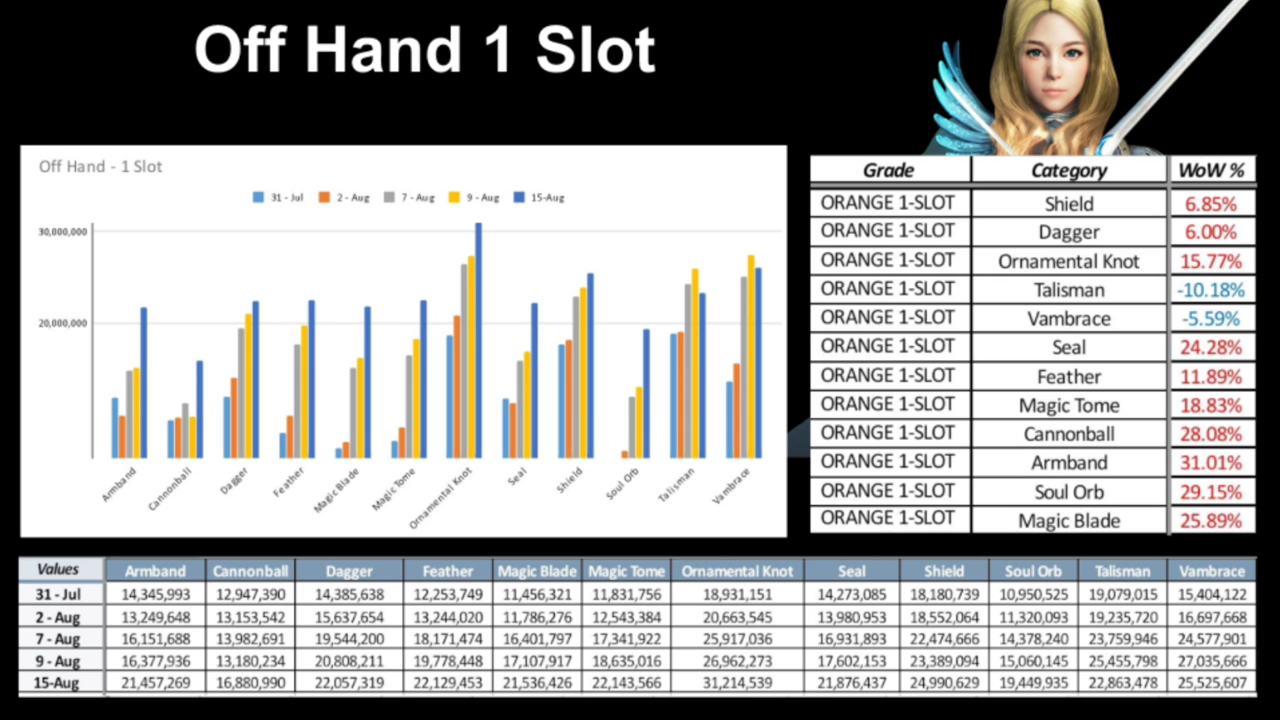 Off Hand 1 Slot
Off Hand - 1 Slot
31 - Jul 2 - Aug 7 - Aug 9 - Aug 15-Aug
30,000,000
20,000,000
Armband Cannonball Dagger Feather Magic Blade Magic Tome Ornamental Knot Seal Shield Soul Orb Talisman Vambrace
Grade Category WoW %
ORANGE 1-SLOT Shield 6.85%
ORANGE 1-SLOT Dagger 6.00%
ORANGE 1-SLOT Ornamental Knot 15.77%
ORANGE 1-SLOT Talisman -10.18%
ORANGE 1-SLOT Vambrace -5.59%
ORANGE 1-SLOT Seal 24.28%
ORANGE 1-SLOT Feather 11.89%
ORANGE 1-SLOT Magic Tome 18.83%
ORANGE 1-SLOT Cannonball 28.08%
ORANGE 1-SLOT Armband 31.01%
ORANGE 1-SLOT Soul Orb 29.15%
ORANGE 1-SLOT Magic Blade 25.89%
Values Armband Cannonball Dagger Feather Magic Blade Magic Tome Ornamental Knot Seal Shield Soul Orb Talisman Vambrace
31 - Jul 14,345,993 12,947,390 14,385,638 12,253,749 11,456,321 11,831,756 18,931,151 14,273,085 18,180,739 10,950,525 19,079,015 15,404,122
2 - Aug 13,249,648 13,153,542 15,637,654 13,244,020 11,786,276 12,543,384 20,663,545 13,980,953 18,552,064 11,320,093 19,235,720 16,697,668
7 - Aug 16,151,688 13,982,691 19,544,200 18,171,474 16,401,797 17,341,922 25,917,036 16,931,893 22,474,666 14,378,240 23,759,946 24,577,901
9 - Aug 16,377,936 13,180,234 20,808,211 19,778,448 17,107,917 18,635,016 26,962,273 17,602,153 23,389,094 15,060,145 25,455,798 27,035,666
15-Aug 21,457,269 16,880,990 22,057,319 22,129,453 21,536,426 22,143,566 31,214,539 21,876,437 24,990,629 19,449,935 22,863,478 25,525,607